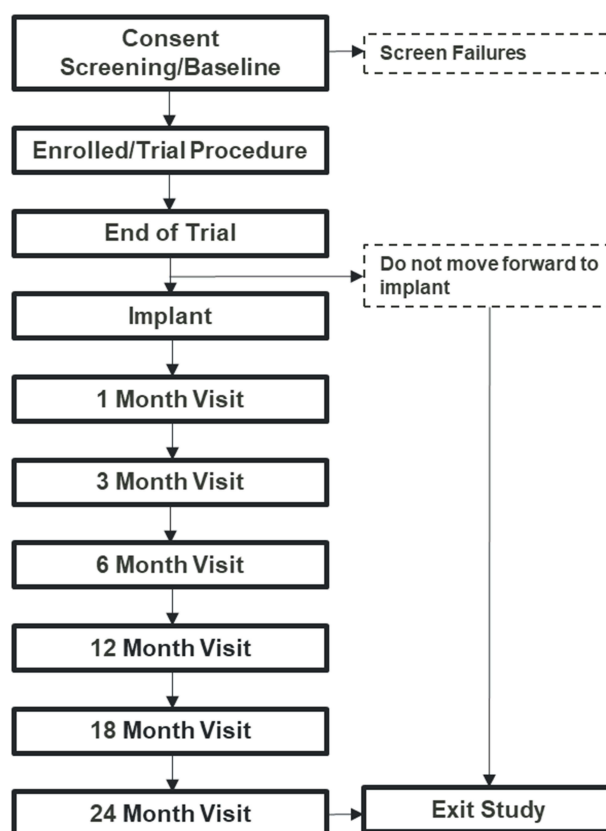 Consent
Screening/Baseline
Screen Failures
Enrolled/Trial Procedure
End of Trial
Do not move forward to
implant
Implant
1 Month Visit
3 Month Visit
6 Month Visit
12 Month Visit
18 Month Visit
24 Month Visit
Exit Study